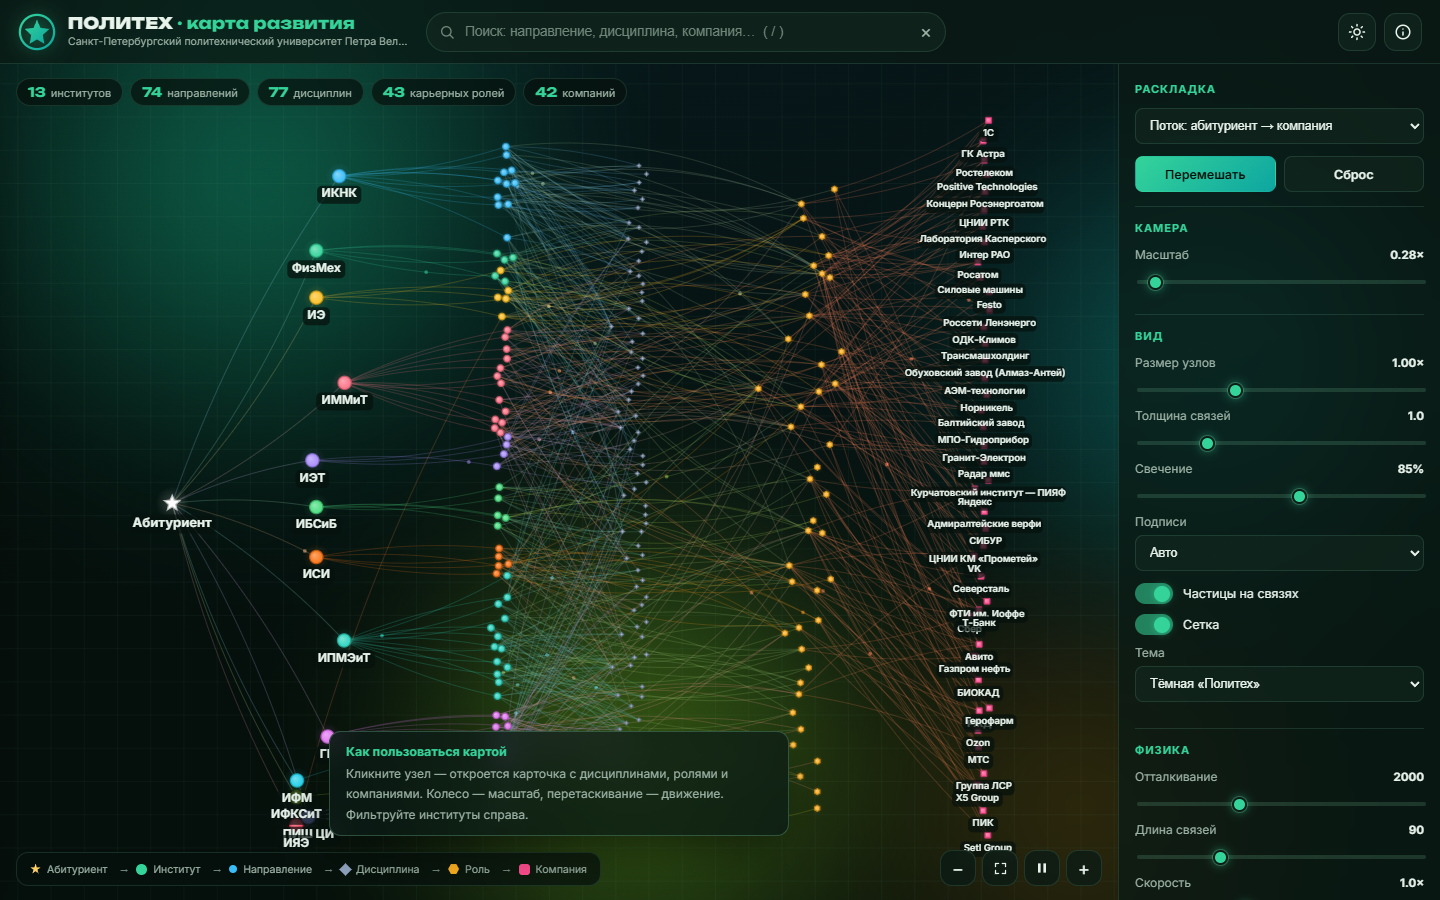 ПОЛИТЕХ · карта развития
Санкт-Петербургский политехнический университет Петра Вел...
Поиск: направление, дисциплина, компания… ( / )
13 институтов
74 направлений
77 дисциплин
43 карьерных ролей
42 компаний
ИКНК
ФизМех
ИЭ
ИММиТ
ИЭТ
Абитуриент
ИБСиБ
ИСИ
ИПМЭиТ
ИФМ
ИФКСиТ
ПИШ ЦИ
ИЯЭ
1С
ГК Астра
Ростелеком
Positive Technologies
Концерн Росэнергоатом
ЦНИИ РТК
Лаборатория Касперского
Интер РАО
Росатом
Силовые машины
Festo
Россети Ленэнерго
ОДК-Климов
Трансмашхолдинг
Обуховский завод (Алмаз-Антей)
АЭМ-технологии
Норникель
Балтийский завод
МПО-Гидроприбор
Гранит-Электрон
Радар ммс
Курчатовский институт — ПИЯФ
Яндекс
Адмиралтейские верфи
СИБУР
ЦНИИ КМ «Прометей»
VK
Северсталь
ФТИ им. Иоффе
Т-Банк
Сбер
Авито
Газпром нефть
БИОКАД
Герофарм
Ozon
МТС
Группа ЛСР
X5 Group
ПИК
Setl Group
Как пользоваться картой
Кликните узел — откроется карточка с дисциплинами, ролями и
компаниями. Колесо — масштаб, перетаскивание — движение.
Фильтруйте институты справа.
Абитуриент → Институт → Направление → Дисциплина → Роль → Компания
РАСКЛАДКА
Поток: абитуриент → компания
Перемешать
Сброс
КАМЕРА
Масштаб 0.28×
ВИД
Размер узлов 1.00×
Толщина связей 1.0
Свечение 85%
Подписи
Авто
Частицы на связях
Сетка
Тема
Тёмная «Политех»
ФИЗИКА
Отталкивание 2000
Длина связей 90
Скорость 1.0×